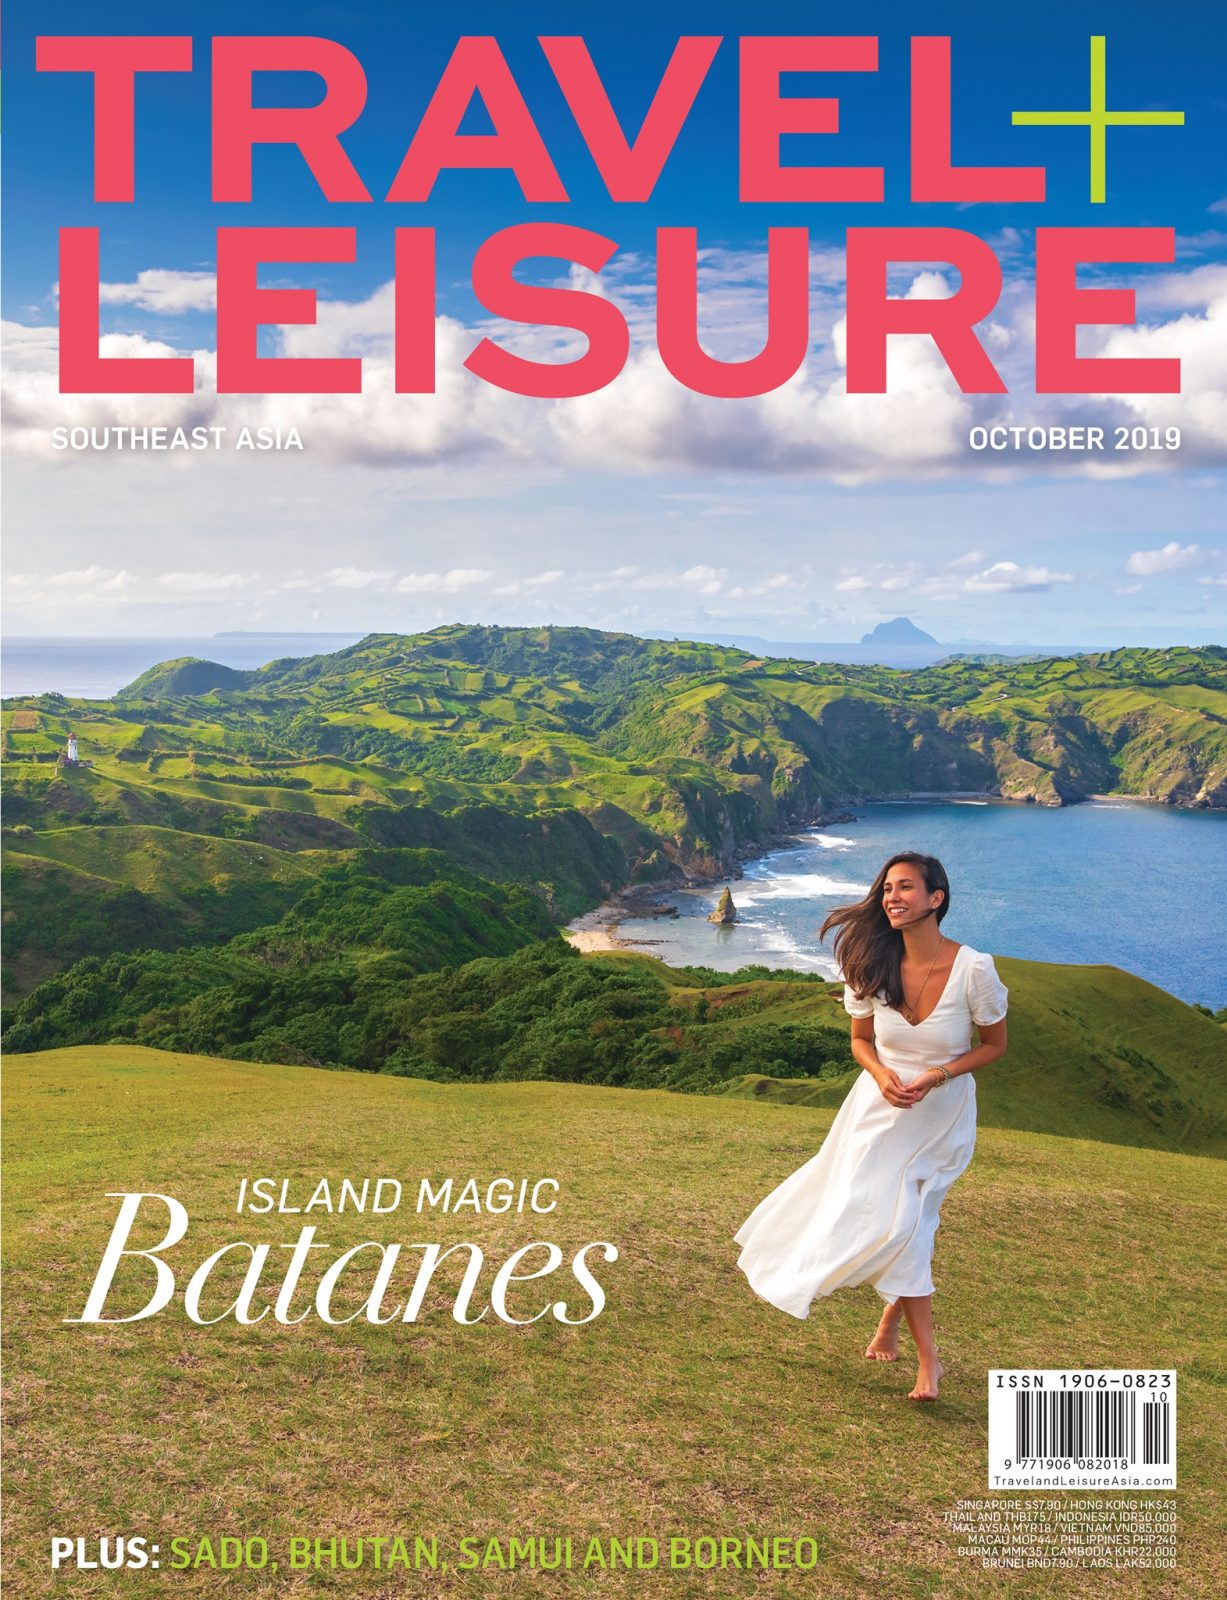 TRAVEL+
LEISURE
SOUTHEAST ASIA
OCTOBER 2019
ISLAND MAGIC
Batanes
ISSN 1906-0823
10
9 771906 082018
TravelandLeisureAsia.com
SINGAPORE S$7.90 / HONG KONG HK$43
THAILAND THB175 / INDONESIA IDR50,000
MALAYSIA MYR18 / VIETNAM VND85,000
MACAU MOP44 / PHILIPPINES PHP240
BURMA MMK35 / CAMBODIA KHR22,000
BRUNEI BND7.90 / LAOS LAK52,000
PLUS: SADO, BHUTAN, SAMUI AND BORNEO